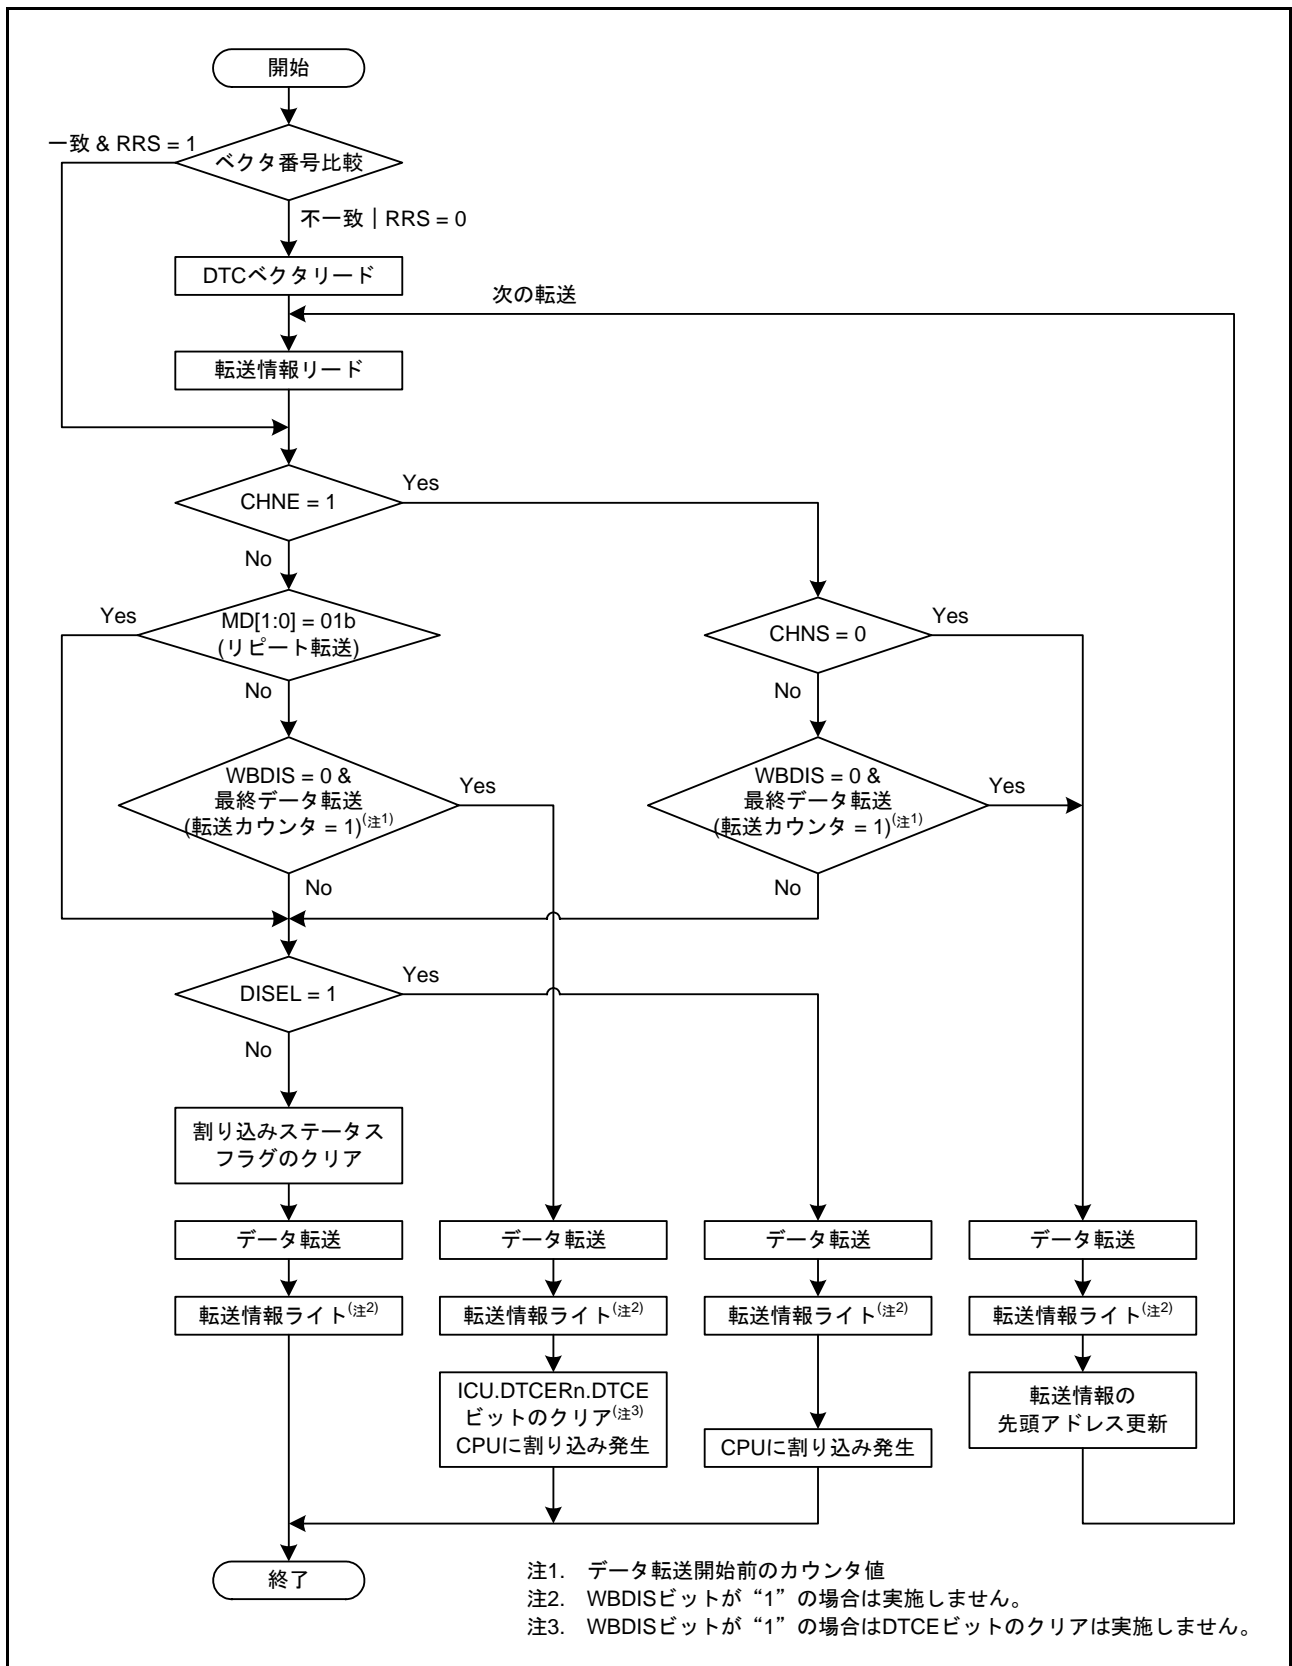 開始
一致 & RRS = 1
ベクタ番号比較
不一致｜RRS = 0
DTCベクタリード
次の転送
転送情報リード
CHNE = 1
Yes
No
Yes
MD[1:0] = 01b
(リピート転送)
No
CHNS = 0
Yes
No
WBDIS = 0 &
最終データ転送
(転送カウンタ = 1)(注1)
Yes
No
WBDIS = 0 &
最終データ転送
(転送カウンタ = 1)(注1)
Yes
No
DISEL = 1
Yes
No
割り込みステータス
フラグのクリア
データ転送
データ転送
データ転送
データ転送
転送情報ライト(注2)
転送情報ライト(注2)
転送情報ライト(注2)
転送情報ライト(注2)
ICU.DTCERn.DTCE
ビットのクリア(注3)
CPUに割り込み発生
CPUに割り込み発生
転送情報の
先頭アドレス更新
終了
注1. データ転送開始前のカウンタ値
注2. WBDISビットが“1”の場合は実施しません。
注3. WBDISビットが“1”の場合はDTCEビットのクリアは実施しません。